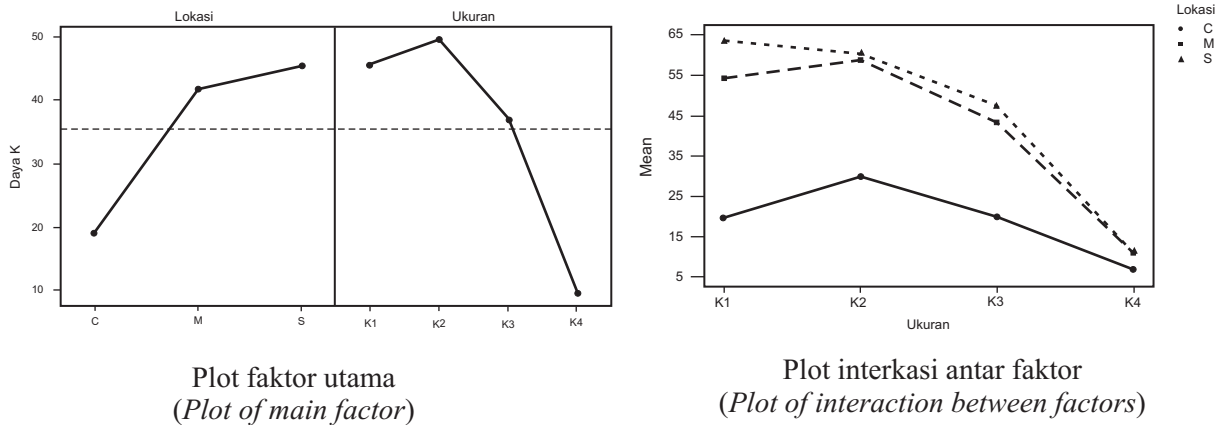 Lokasi
Ukuran
Daya K
50
40
30
20
10
C
M
S
K1
K2
K3
K4
Plot faktor utama
(Plot of main factor)
Lokasi
C
M
S
Mean
65
55
45
35
25
15
5
K1
K2
K3
K4
Ukuran
Plot interkasi antar faktor
(Plot of interaction between factors)